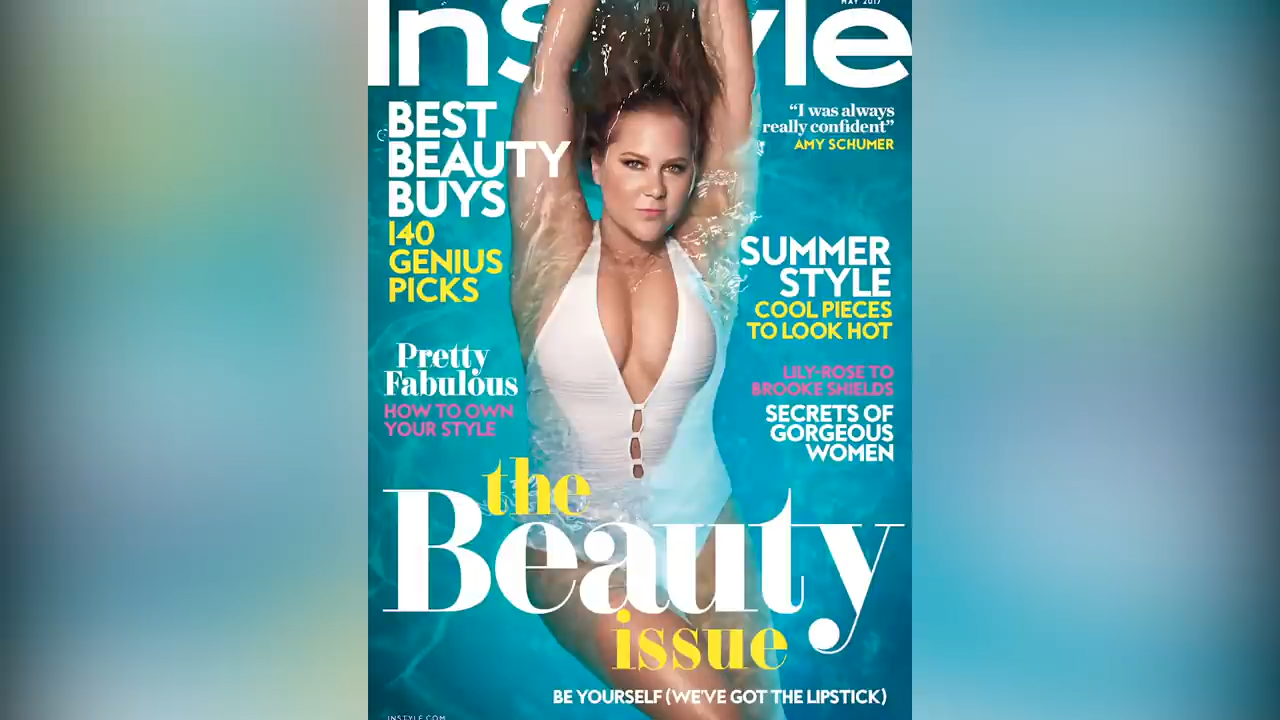 MAY 2017
InStyle
BEST
BEAUTY
BUYS
140
GENIUS
PICKS
"I was always
really confident"
AMY SCHUMER
SUMMER
STYLE
COOL PIECES
TO LOOK HOT
Pretty
Fabulous
HOW TO OWN
YOUR STYLE
LILY-ROSE TO
BROOKE SHIELDS
SECRETS OF
GORGEOUS
WOMEN
the
Beauty
issue
BE YOURSELF (WE'VE GOT THE LIPSTICK)
INSTYLE.COM